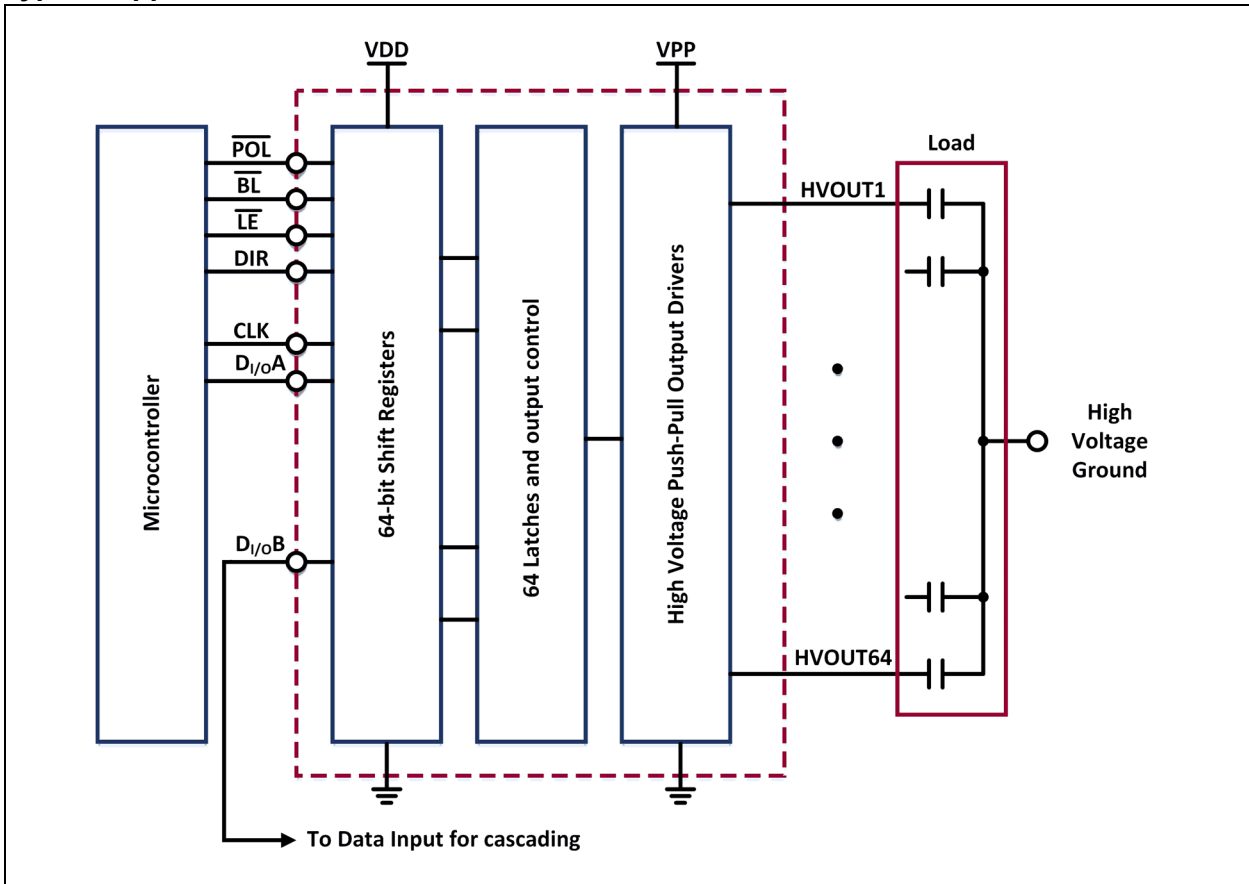 VDD
VPP
POL
BL
LE
DIR
CLK
DI/OA
DI/OB
Microcontroller
64-bit Shift Registers
64 Latches and output control
High Voltage Push-Pull Output Drivers
HVOUT1
HVOUT64
Load
High
Voltage
Ground
To Data Input for cascading